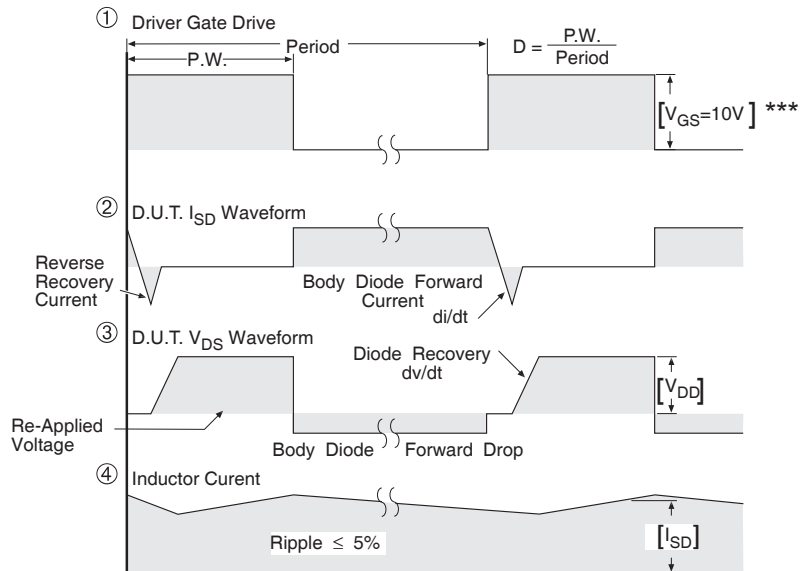 ① Driver Gate Drive
P.W.
Period
D = P.W.
Period
[VGS=10V] ***
② D.U.T. ISD Waveform
Reverse
Recovery
Current
Body Diode Forward
Current
di/dt
③ D.U.T. VDS Waveform
Diode Recovery
dv/dt
[VDD]
Re-Applied
Voltage
Body Diode Forward Drop
④ Inductor Curent
Ripple ≤ 5%
[ISD]